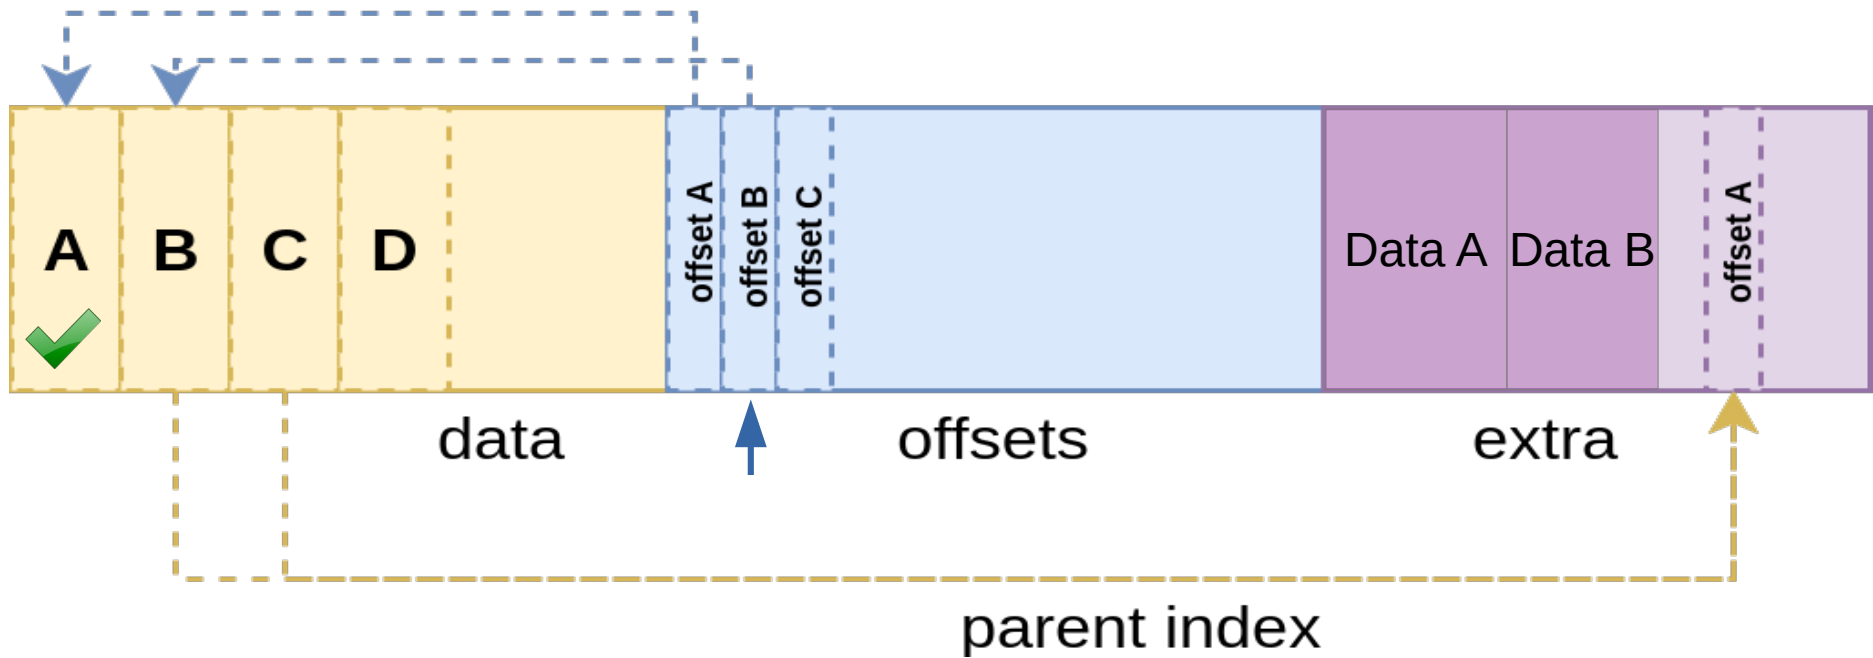 A
B
C
D
offset A
offset B
offset C
Data A
Data B
offset A
data
offsets
extra
parent index